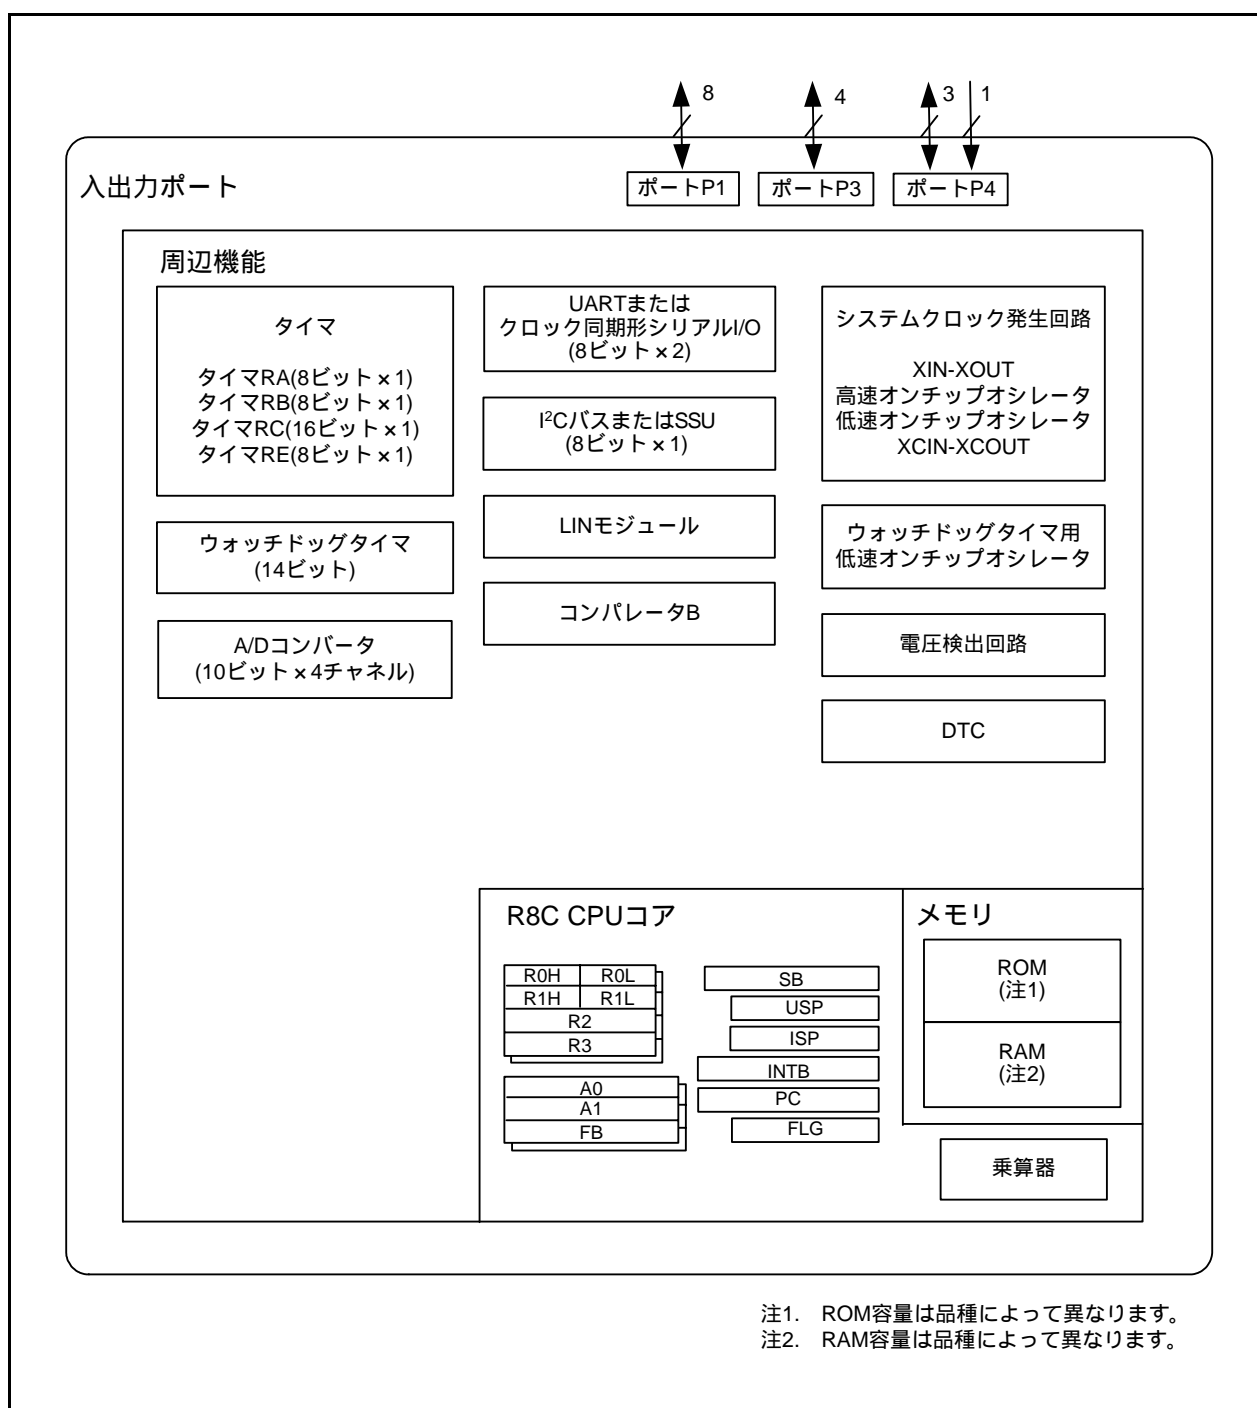 8
4
3
1
入出力ポート
ポートP1
ポートP3
ポートP4
周辺機能
タイマ
タイマRA(8ビット×1)
タイマRB(8ビット×1)
タイマRC(16ビット×1)
タイマRE(8ビット×1)
ウォッチドッグタイマ
(14ビット)
A/Dコンバータ
(10ビット×4チャネル)
UARTまたは
クロック同期形シリアルI/O
(8ビット×2)
I²CバスまたはSSU
(8ビット×1)
LINモジュール
コンパレータB
システムクロック発生回路
XIN-XOUT
高速オンチップオシレータ
低速オンチップオシレータ
XCIN-XCOUT
ウォッチドッグタイマ用
低速オンチップオシレータ
電圧検出回路
DTC
R8C CPUコア
R0H
R0L
R1H
R1L
R2
R3
A0
A1
FB
SB
USP
ISP
INTB
PC
FLG
メモリ
ROM
(注1)
RAM
(注2)
乗算器
注1. ROM容量は品種によって異なります。
注2. RAM容量は品種によって異なります。